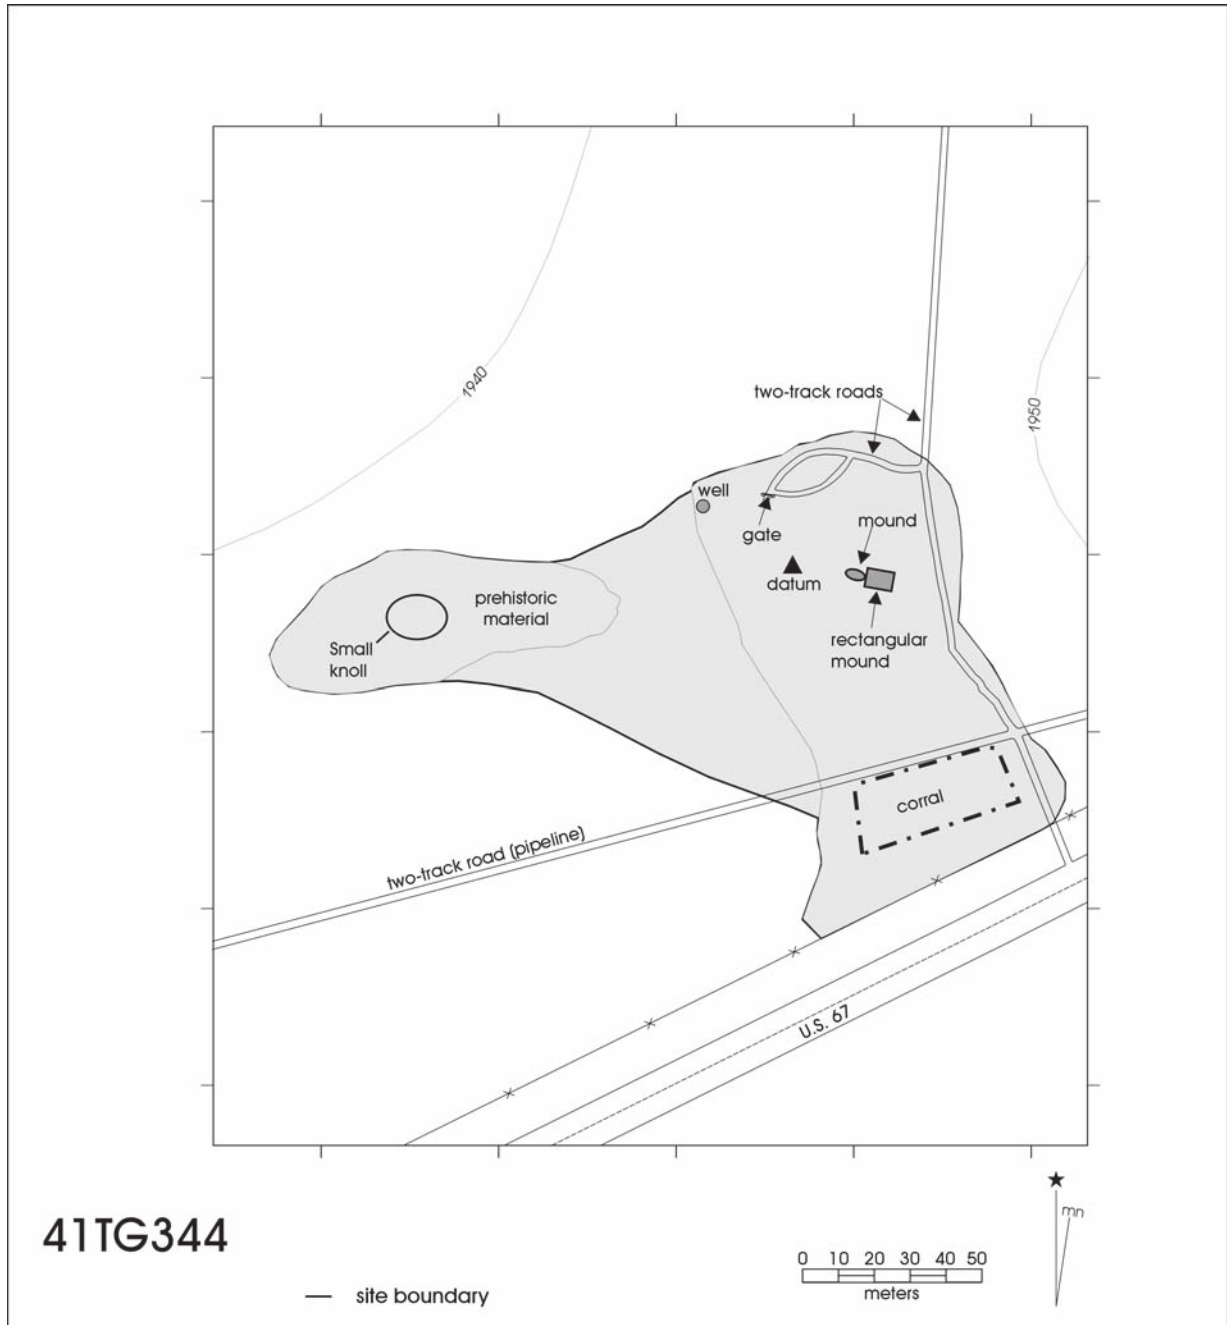 1940
two-track roads
1950
well
gate
mound
datum
prehistoric
material
Small
knoll
rectangular
mound
corral
two-track road (pipeline)
U.S. 67
mn
41TG344
0 10 20 30 40 50
meters
site boundary